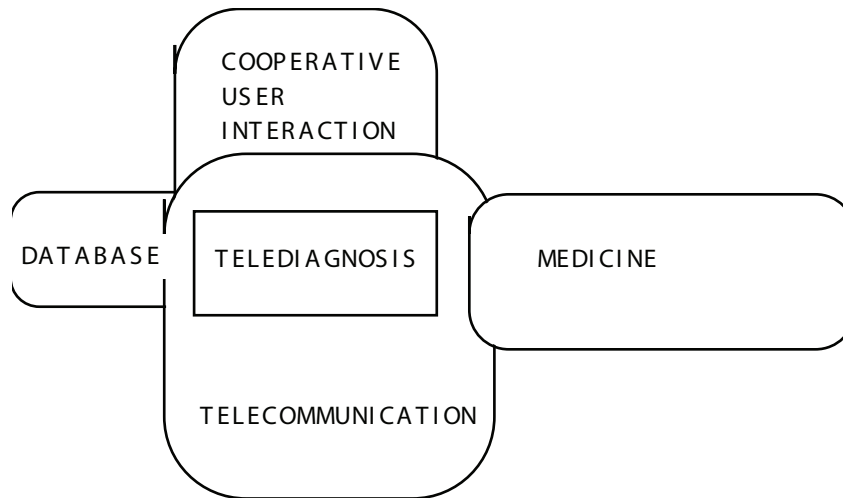 COOPERATIVE
USER
INTERACTION
DATABASE
TELEDIAGNOSIS
MEDICINE
TELECOMMUNICATION